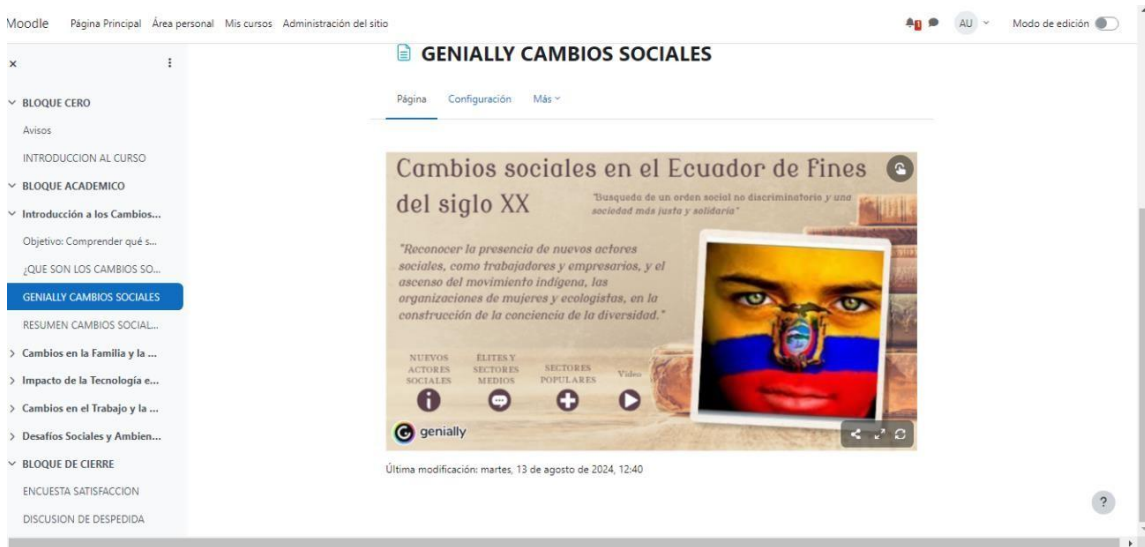 Moodle Página Principal Área personal Mis cursos Administración del sitio
1 AU Modo de edición
BLOQUE CERO
Avisos
INTRODUCCION AL CURSO
BLOQUE ACADEMICO
Introducción a los Cambios...
Objetivo: Comprender qué s...
¿QUE SON LOS CAMBIOS SO...
GENIALLY CAMBIOS SOCIALES
RESUMEN CAMBIOS SOCIAL...
Cambios en la Familia y la ...
Impacto de la Tecnología e...
Cambios en el Trabajo y la ...
Desafíos Sociales y Ambien...
BLOQUE DE CIERRE
ENCUESTA SATISFACCION
DISCUSION DE DESPEDIDA
GENIALLY CAMBIOS SOCIALES
Página Configuración Más
Cambios sociales en el Ecuador de fines
del siglo XX
"Busqueda de un orden social no discriminatorio y una
sociedad más justa y solidaria"
"Reconocer la presencia de nuevos actores
sociales, como trabajadores y empresarios, y el
ascenso del movimiento indígena, las
organizaciones de mujeres y ecologistas, en la
construcción de la conciencia de la diversidad."
NUEVOS
ACTORES
SOCIALES
ÉLITES Y
SECTORES
MEDIOS
SECTORES
POPULARES
Video
genially
Última modificación: martes, 13 de agosto de 2024, 12:40
?